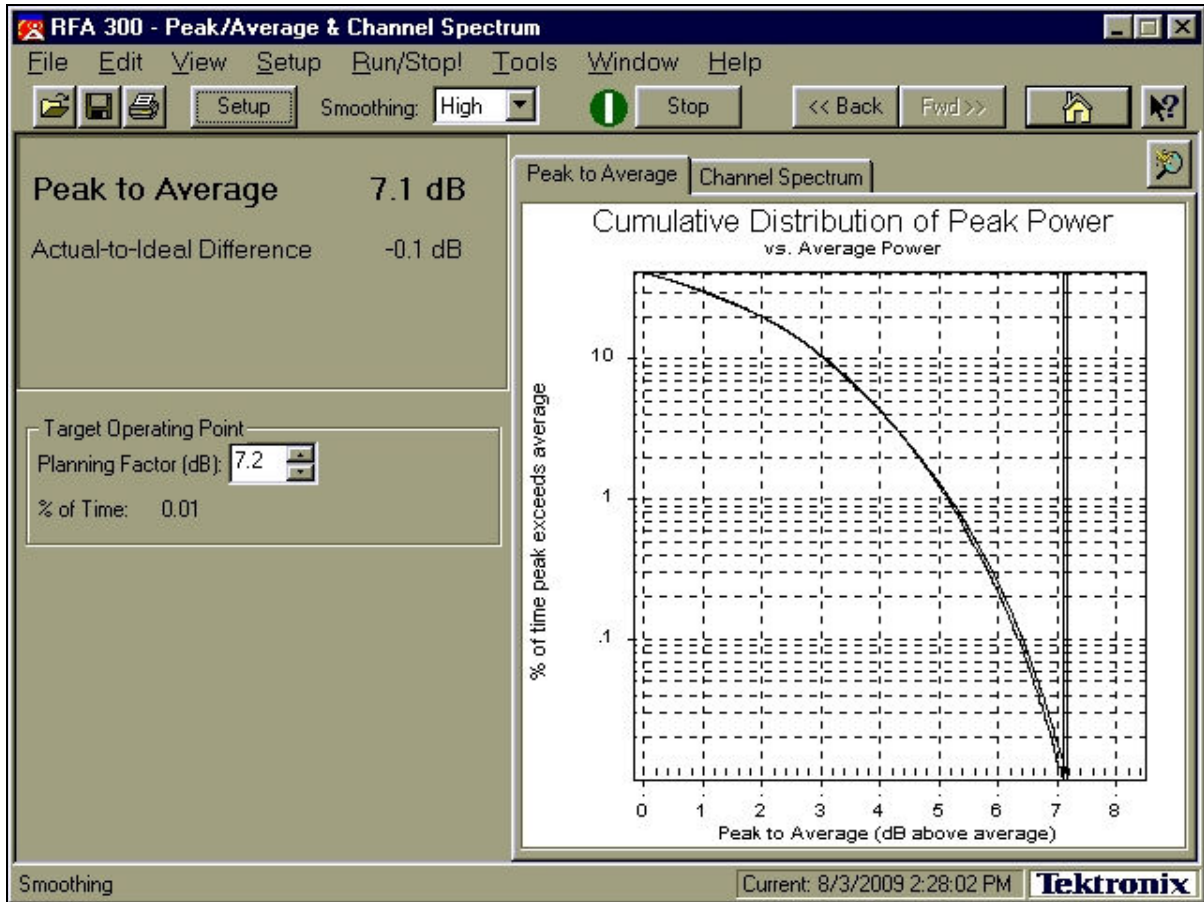 RFA 300 - Peak/Average & Channel Spectrum
File Edit View Setup Run/Stop! Tools Window Help
Setup Smoothing: High Stop << Back Fwd >>
Peak to Average 7.1 dB
Actual-to-Ideal Difference -0.1 dB
Target Operating Point
Planning Factor (dB): 7.2
% of Time: 0.01
Peak to Average Channel Spectrum
Cumulative Distribution of Peak Power
vs. Average Power
% of time peak exceeds average
10
1
.1
0 1 2 3 4 5 6 7 8
Peak to Average (dB above average)
Smoothing Current: 8/3/2009 2:28:02 PM Tektronix